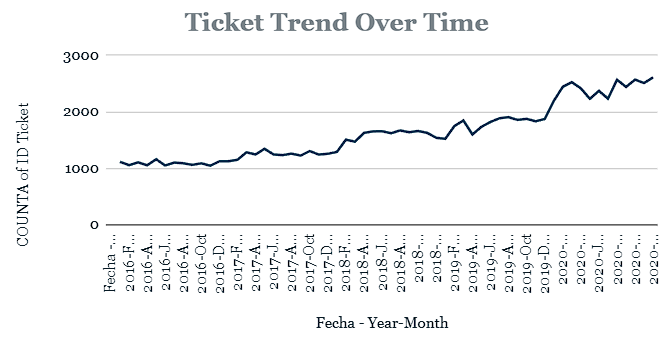 Ticket Trend Over Time
3000
2000
1000
0
COUNTA of ID Ticket
Fecha -...
2016-F...
2016-A...
2016-J...
2016-A...
2016-Oct
2016-D...
2017-F...
2017-A...
2017-J...
2017-A...
2017-Oct
2017-D...
2018-F...
2018-A...
2018-J...
2018-A...
2018-...
2018-...
2019-F...
2019-A...
2019-J...
2019-A...
2019-Oct
2019-D...
2020-...
2020-...
2020-J...
2020-...
2020-...
2020-...
Fecha - Year-Month